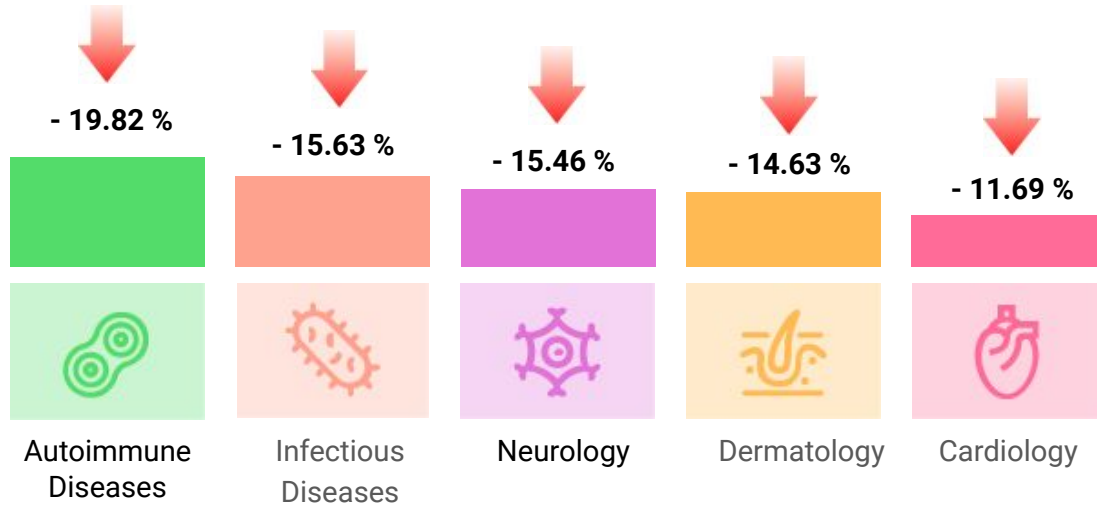 - 19.82 %
- 15.63 %
- 15.46 %
- 14.63 %
- 11.69 %
Autoimmune
Diseases
Infectious
Diseases
Neurology
Dermatology
Cardiology